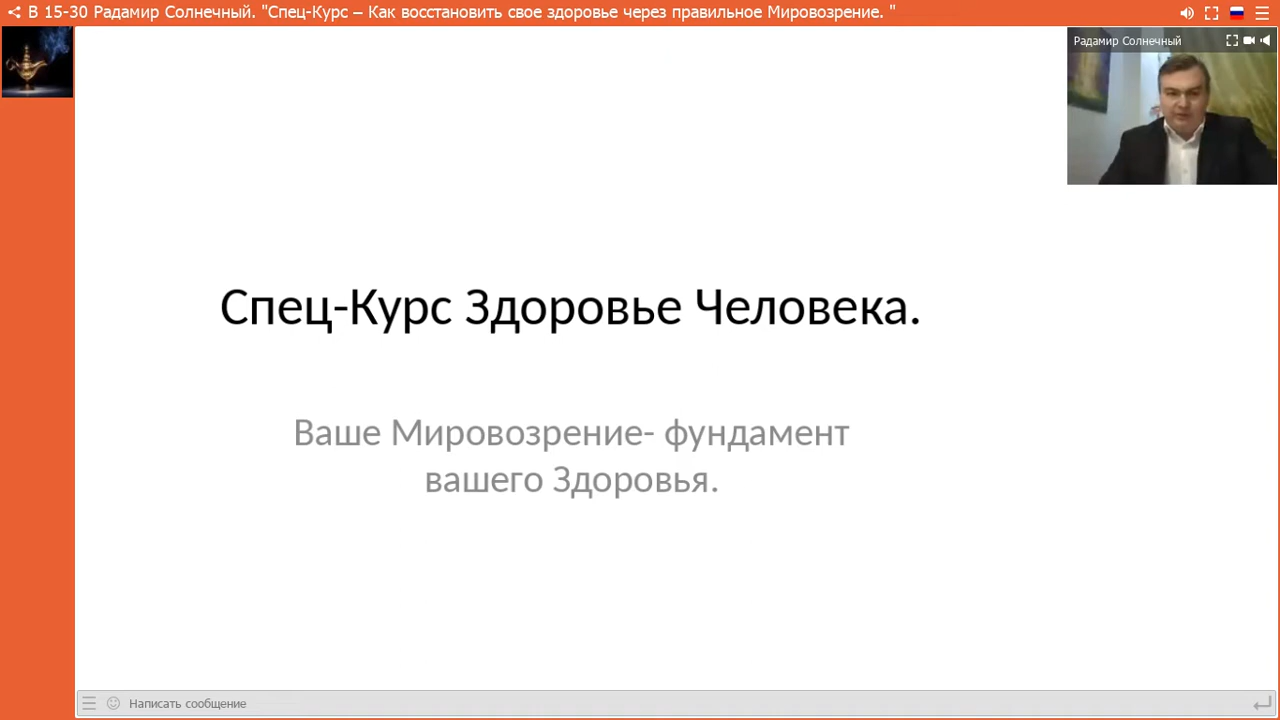 В 15-30 Радамир Солнечный. "Спец-Курс – Как восстановить свое здоровье через правильное Мировозрение. "
Радамир Солнечный
Спец-Курс Здоровье Человека.
Ваше Мировозрение- фундамент
вашего Здоровья.
Написать сообщение